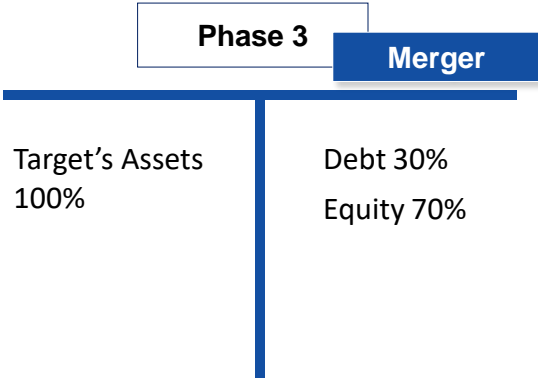 Phase 3
Merger
Target's Assets
100%
Debt 30%
Equity 70%